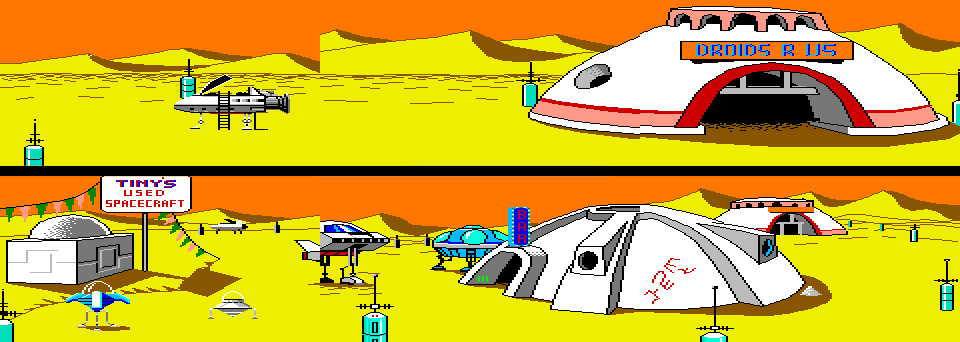 DROIDS R US
TINY'S
USED
SPACECRAFT
BAR